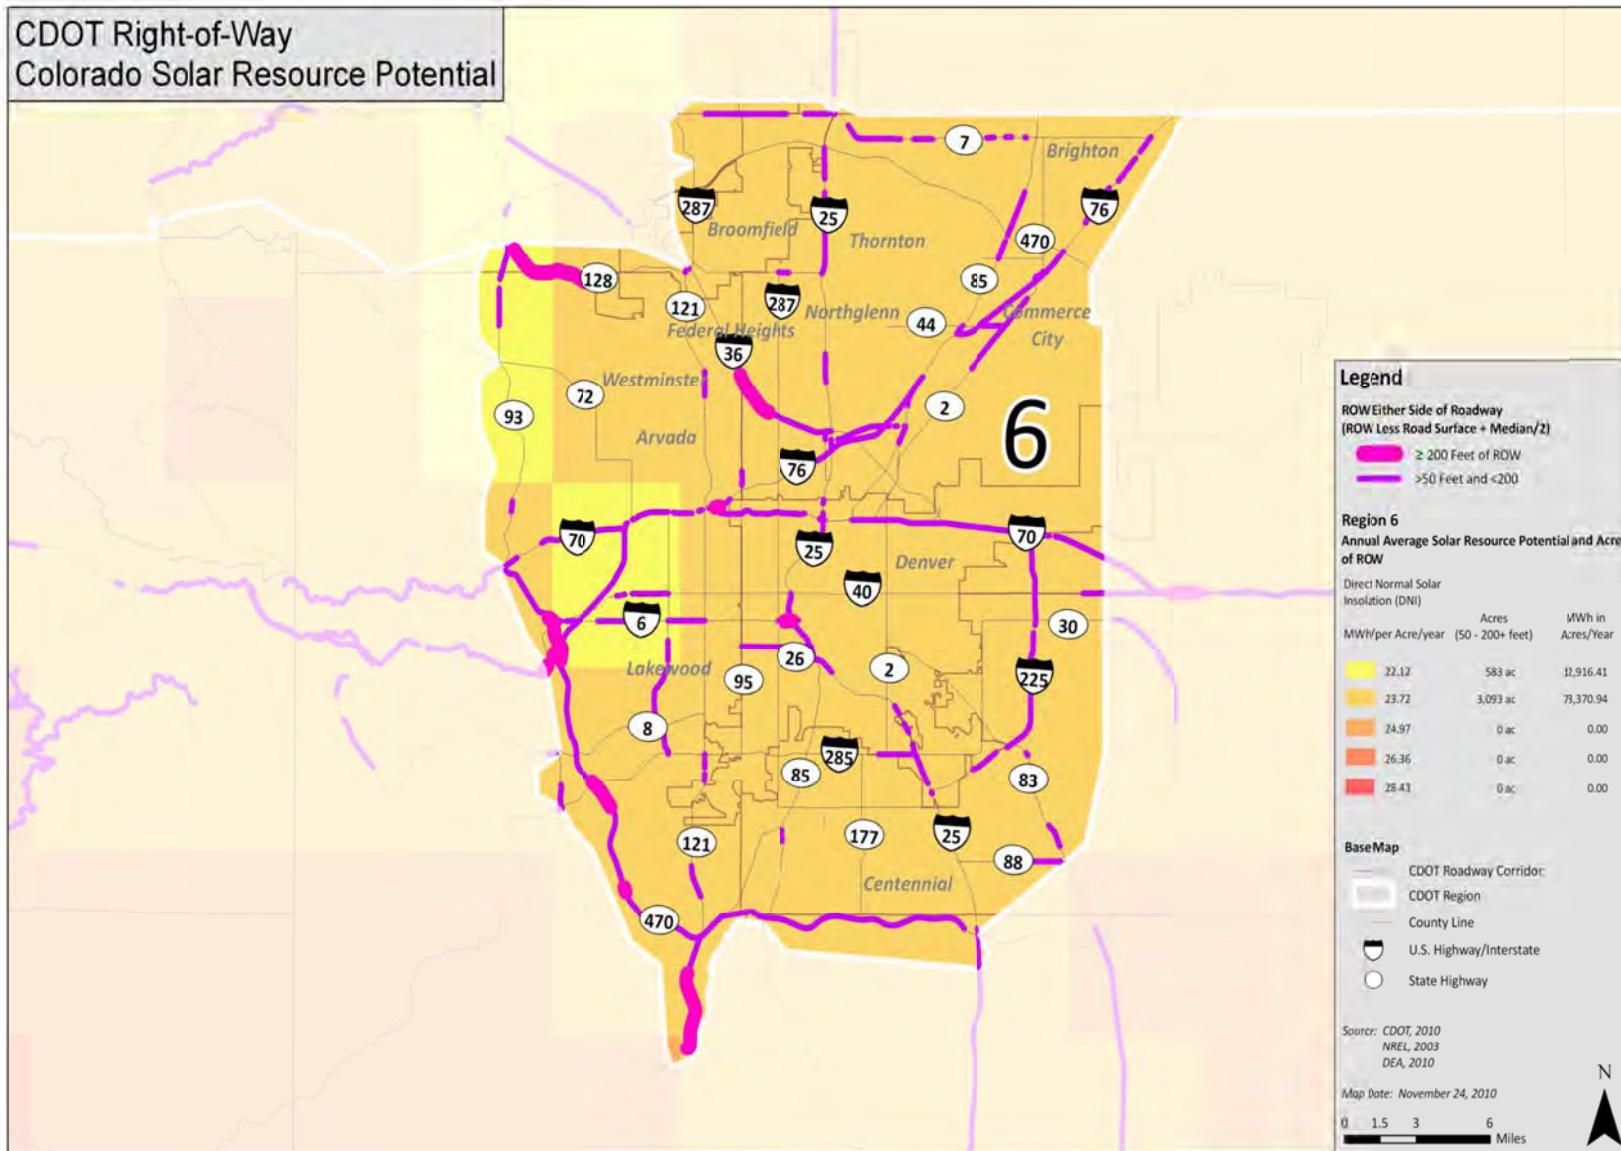 CDOT Right-of-Way
Colorado Solar Resource Potential
7
Brighton
287
25
76
Broomfield
Thornton
470
128
85
121
287
Northglenn
44
Commerce
City
Federal Heights
36
Westminster
72
2
93
6
Arvada
76
70
25
70
Denver
40
6
30
26
2
Lakewood
95
225
8
285
85
83
121
177
25
88
Centennial
470
Legend
ROW Either Side of Roadway
(ROW Less Road Surface + Median/2)
≥ 200 Feet of ROW
>50 Feet and <200
Region 6
Annual Average Solar Resource Potential and Acre
of ROW
Direct Normal Solar
Insolation (DNI)
MWh/per Acre/year
Acres
(50 - 200+ feet)
MWh in
Acres/Year
22.12 583 ac 12,916.41
23.72 3,093 ac 73,370.94
24.97 0 ac 0.00
26.36 0 ac 0.00
28.43 0 ac 0.00
Base Map
CDOT Roadway Corridor
CDOT Region
County Line
U.S. Highway/Interstate
State Highway
Source: CDOT, 2010
NREL, 2003
DEA, 2010
Map Date: November 24, 2010
N
0 1.5 3 6
Miles